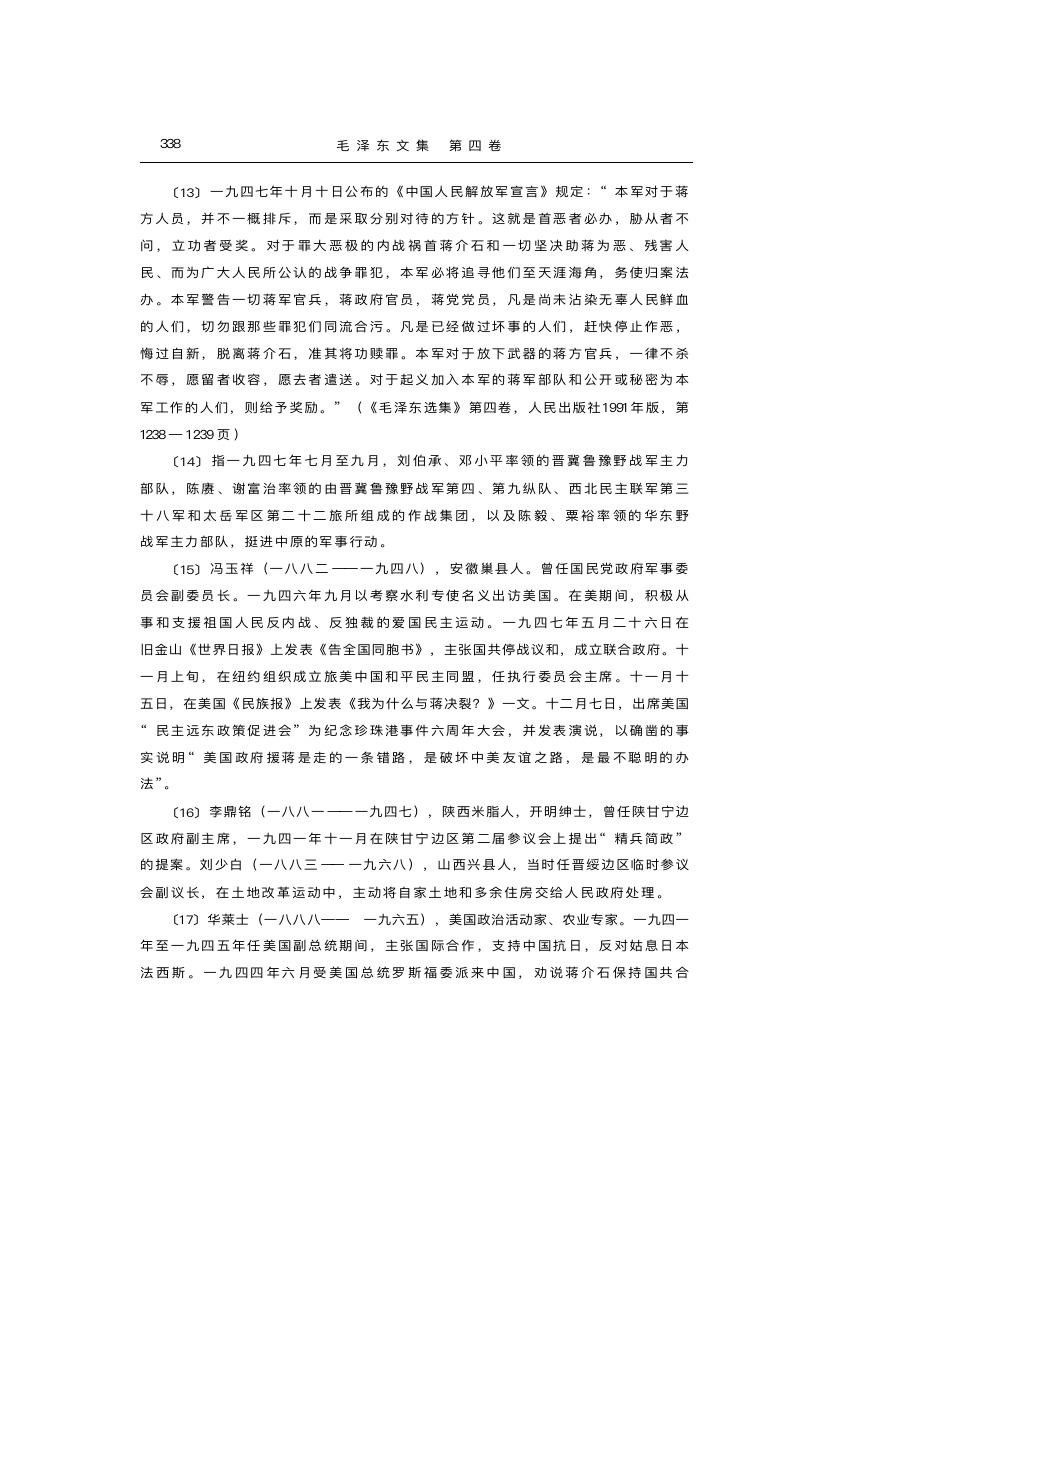 338 毛泽东文集 第四卷
〔13〕一九四七年十月十日公布的《中国人民解放军宣言》规定：“本军对于蒋
方人员，并不一概排斥，而是采取分别对待的方针。这就是首恶者必办，胁从者不
问，立功者受奖。对于罪大恶极的内战祸首蒋介石和一切坚决助蒋为恶、残害人
民、而为广大人民所公认的战争罪犯，本军必将追寻他们至天涯海角，务使归案法
办。本军警告一切蒋军官兵，蒋政府官员，蒋党党员，凡是尚未沾染无辜人民鲜血
的人们，切勿跟那些罪犯们同流合污。凡是已经做过坏事的人们，赶快停止作恶，
悔过自新，脱离蒋介石，准其将功赎罪。本军对于放下武器的蒋方官兵，一律不杀
不辱，愿留者收容，愿去者遣送。对于起义加入本军的蒋军部队和公开或秘密为本
军工作的人们，则给予奖励。”（《毛泽东选集》第四卷，人民出版社1991年版，第
1238—1239页）
〔14〕指一九四七年七月至九月，刘伯承、邓小平率领的晋冀鲁豫野战军主力
部队，陈赓、谢富治率领的由晋冀鲁豫野战军第四、第九纵队、西北民主联军第三
十八军和太岳军区第二十二旅所组成的作战集团，以及陈毅、粟裕率领的华东野
战军主力部队，挺进中原的军事行动。
〔15〕冯玉祥（一八八二——一九四八），安徽巢县人。曾任国民党政府军事委
员会副委员长。一九四六年九月以考察水利专使名义出访美国。在美期间，积极从
事和支援祖国人民反内战、反独裁的爱国民主运动。一九四七年五月二十六日在
旧金山《世界日报》上发表《告全国同胞书》，主张国共停战议和，成立联合政府。十
一月上旬，在纽约组织成立旅美中国和平民主同盟，任执行委员会主席。十一月十
五日，在美国《民族报》上发表《我为什么与蒋决裂？》一文。十二月七日，出席美国
“民主远东政策促进会”为纪念珍珠港事件六周年大会，并发表演说，以确凿的事
实说明“美国政府援蒋是走的一条错路，是破坏中美友谊之路，是最不聪明的办
法”。
〔16〕李鼎铭（一八八一——一九四七），陕西米脂人，开明绅士，曾任陕甘宁边
区政府副主席，一九四一年十一月在陕甘宁边区第二届参议会上提出“精兵简政”
的提案。刘少白（一八八三——一九六八），山西兴县人，当时任晋绥边区临时参议
会副议长，在土地改革运动中，主动将自家土地和多余住房交给人民政府处理。
〔17〕华莱士（一八八八——一九六五），美国政治活动家、农业专家。一九四一
年至一九四五年任美国副总统期间，主张国际合作，支持中国抗日，反对姑息日本
法西斯。一九四四年六月受美国总统罗斯福委派来中国，劝说蒋介石保持国共合